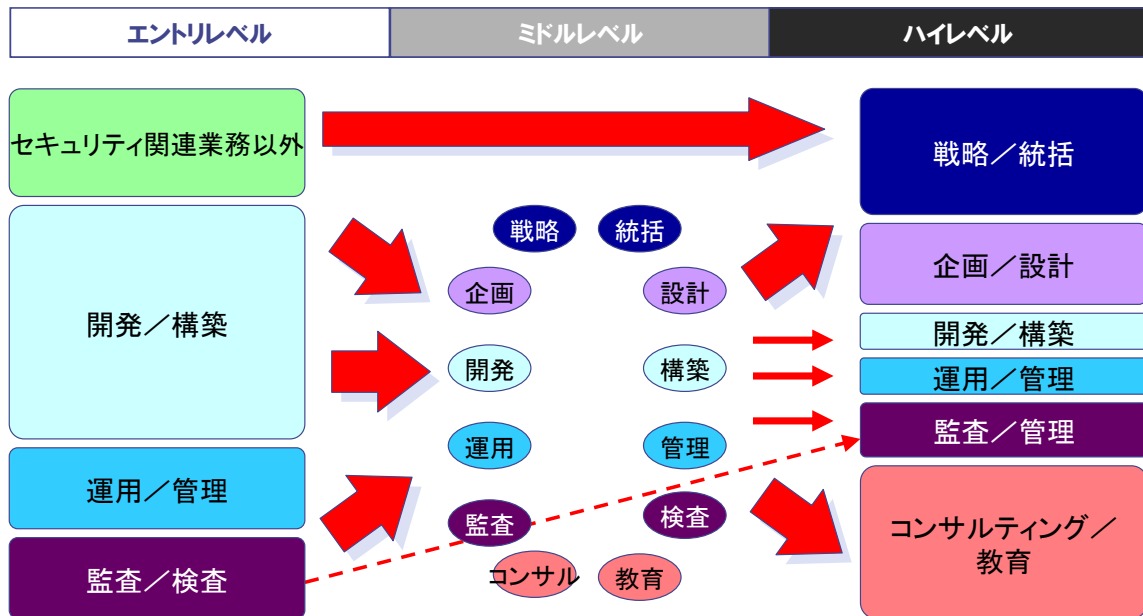 エントリレベル
ミドルレベル
ハイレベル
セキュリティ関連業務以外
開発／構築
運用／管理
監査／検査
戦略
統括
企画
設計
開発
構築
運用
管理
監査
検査
コンサル
教育
戦略／統括
企画／設計
開発／構築
運用／管理
監査／管理
コンサルティング／
教育